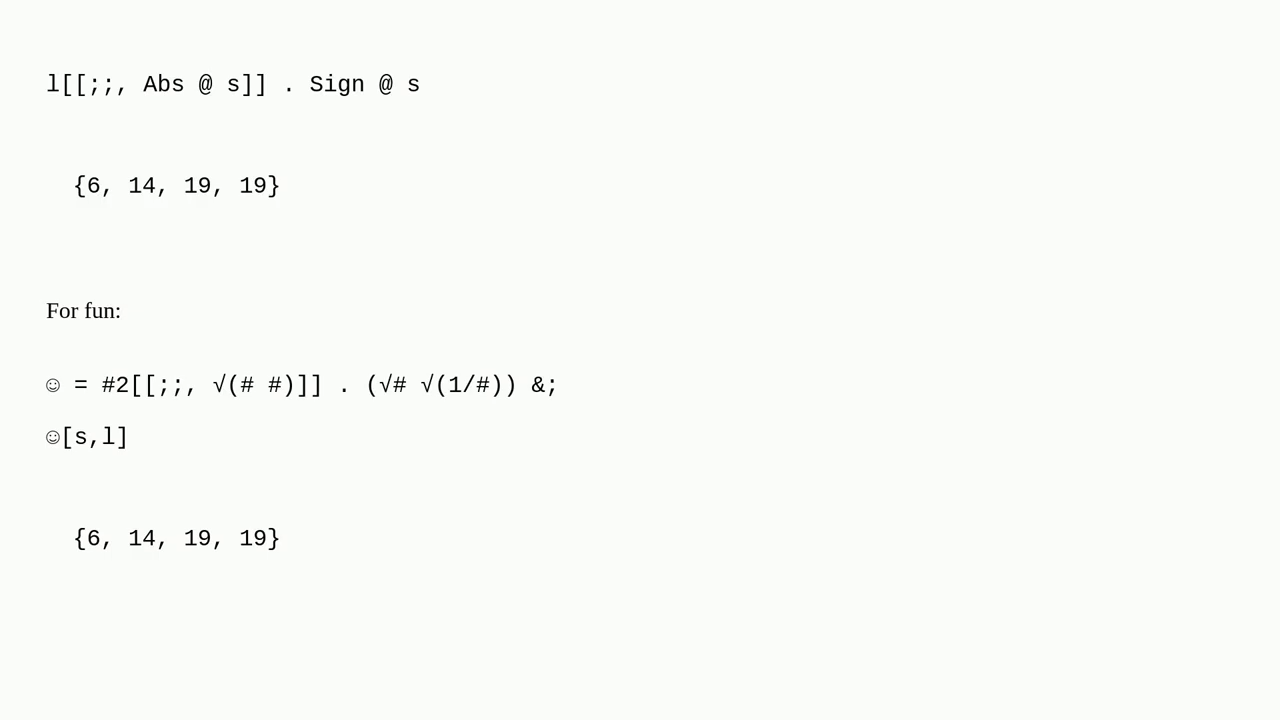 l[[;;, Abs @ s]] . Sign @ s
{6, 14, 19, 19}
For fun:
☺ = #2[[;;, √(# #)]] . (√# √(1/#)) &;
☺[s,l]
{6, 14, 19, 19}